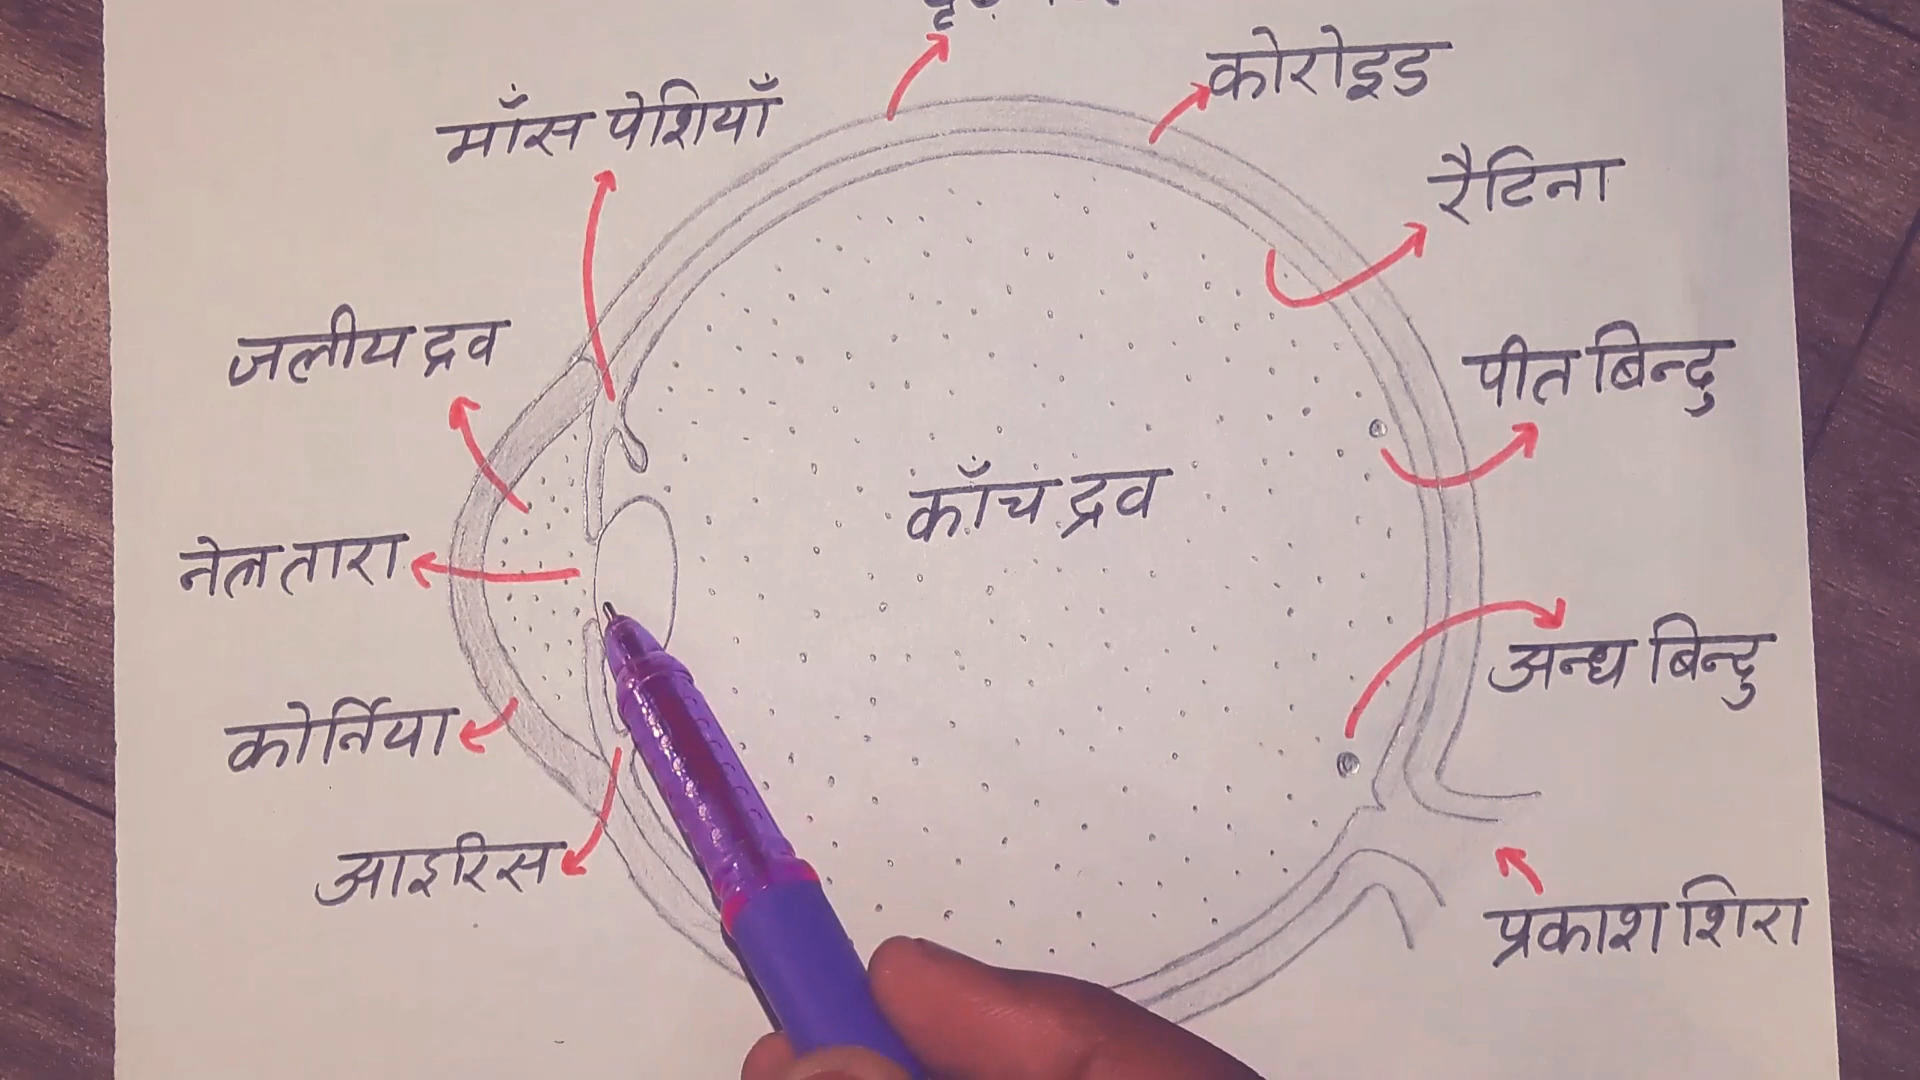 कोरोइड
माँस पेशियाँ
रैटिना
जलीय द्रव
पीत बिन्दु
काँच द्रव
नेत्र तारा
अन्ध बिन्दु
कोर्निया
आइरिस
प्रकाश शिरा